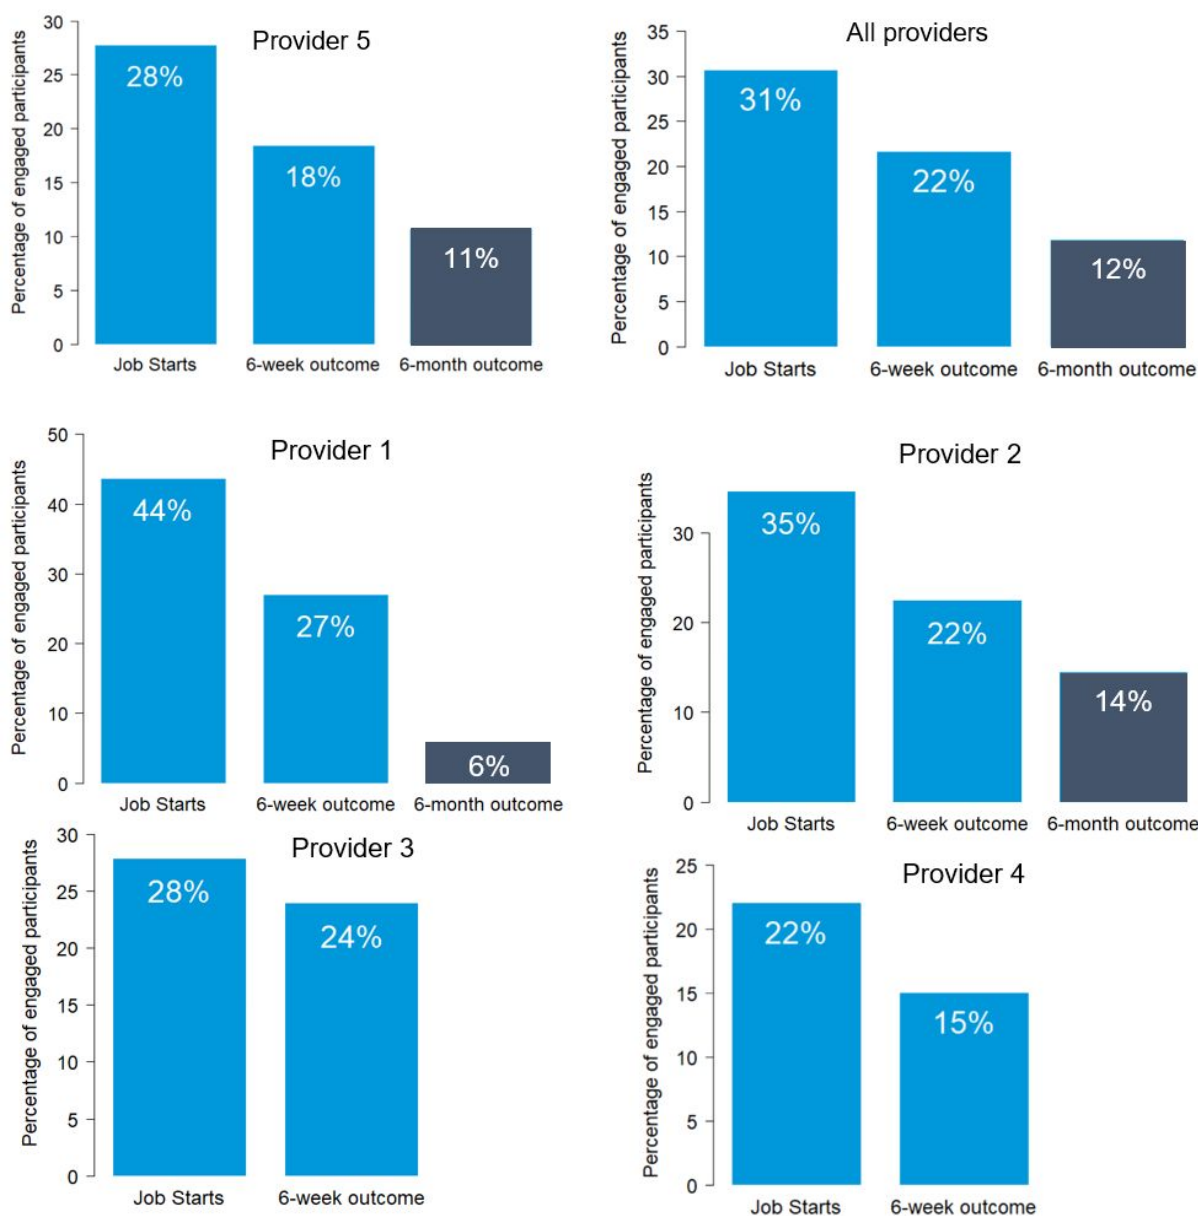 Provider 5
Percentage of engaged participants
30
25
20
15
10
5
0
28%
18%
11%
Job Starts
6-week outcome
6-month outcome
All providers
Percentage of engaged participants
35
30
25
20
15
10
5
0
31%
22%
12%
Job Starts
6-week outcome
6-month outcome
Provider 1
Percentage of engaged participants
50
40
30
20
10
0
44%
27%
6%
Job Starts
6-week outcome
6-month outcome
Provider 2
Percentage of engaged participants
30
20
10
0
35%
22%
14%
Job Starts
6-week outcome
6-month outcome
Provider 3
Percentage of engaged participants
30
25
20
15
10
5
0
28%
24%
Job Starts
6-week outcome
Provider 4
Percentage of engaged participants
25
20
15
10
5
0
22%
15%
Job Starts
6-week outcome